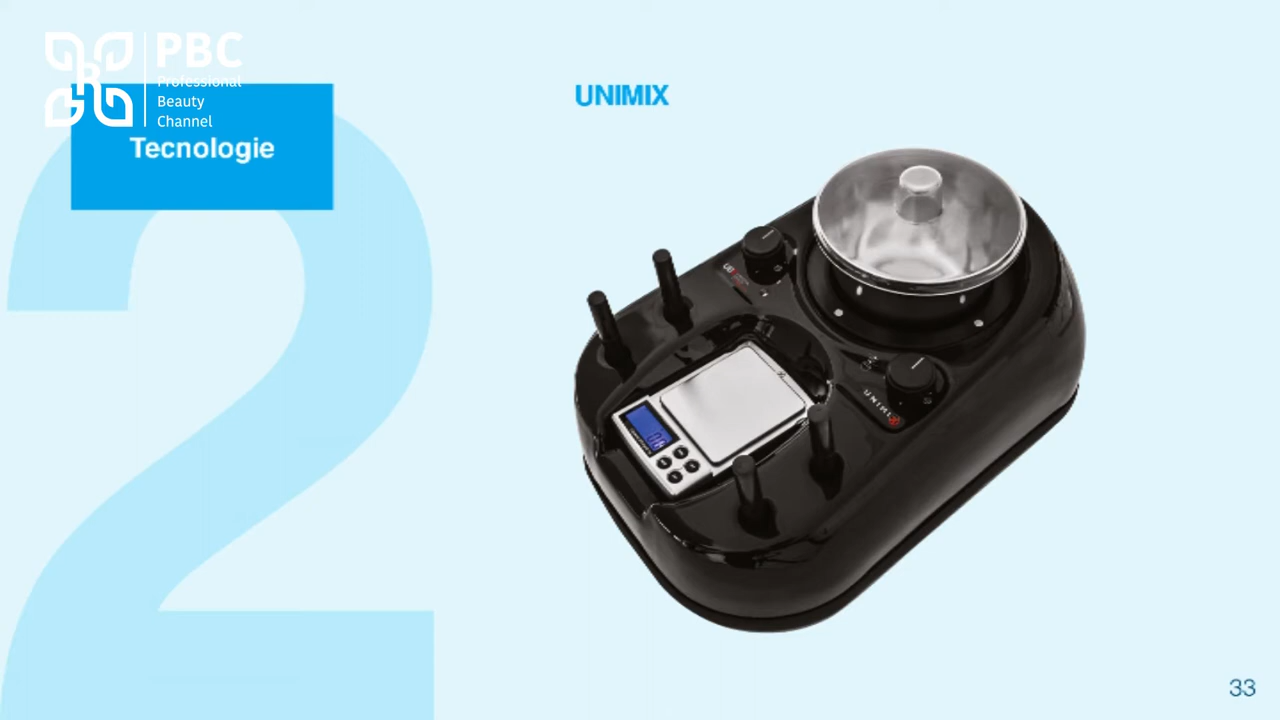 PBC
Professional
Beauty
Channel
Tecnologie
UNIMIX
UNIMIX
33